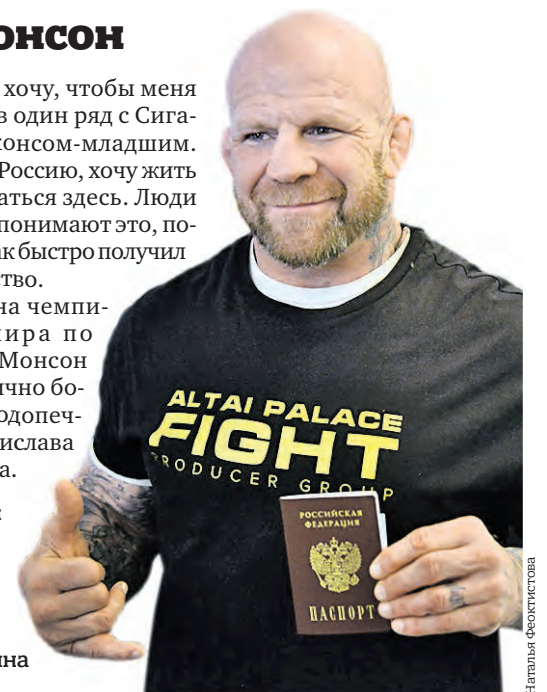 онсон
хочу, чтобы меня
в один ряд с Сига-
онсом-младшим.
Россию, хочу жить
аться здесь. Люди
понимают это, по-
ак быстро получил
ство.
на чемпи-
ира по
Монсон
ично бо-
одопеч-
ислава
а.
на
ALTAI PALACE
FIGHT
PRODUCER GROUP
РОССИЙСКАЯ
ФЕДЕРАЦИЯ
ПАСПОРТ
Наталья Феоктистова